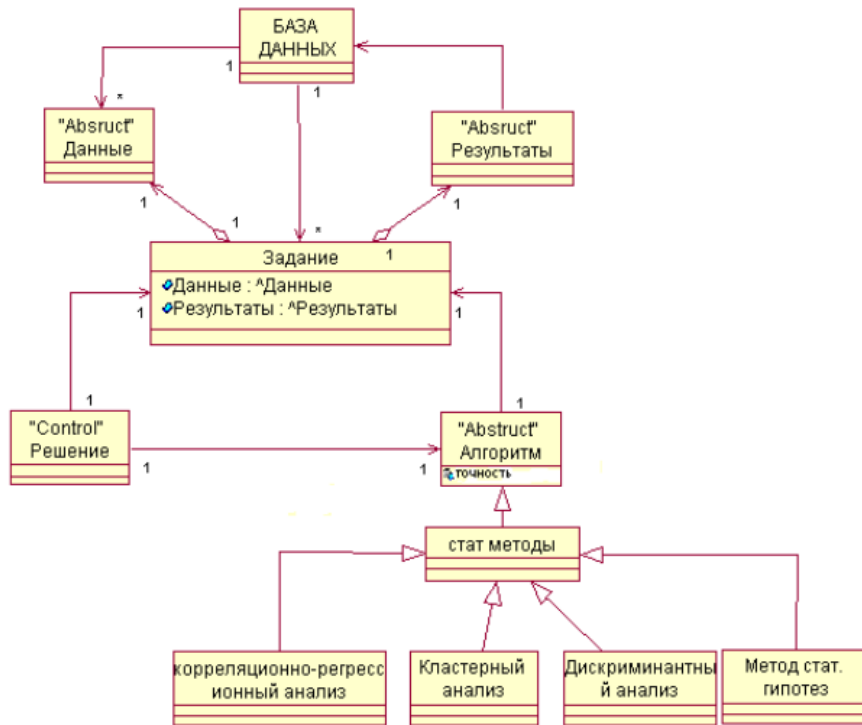 БАЗА
ДАННЫХ
1
1
*
"Absruct"
Данные
"Absruct"
Результаты
1
1
*
1
1
Задание
Данные : ^Данные
Результаты : ^Результаты
1
1
1
1
"Control"
Решение
"Abstruct"
Алгоритм
точность
1
1
стат методы
корреляционно-регресс
ионный анализ
Кластерный
анализ
Дискриминантны
й анализ
Метод стат.
гипотез